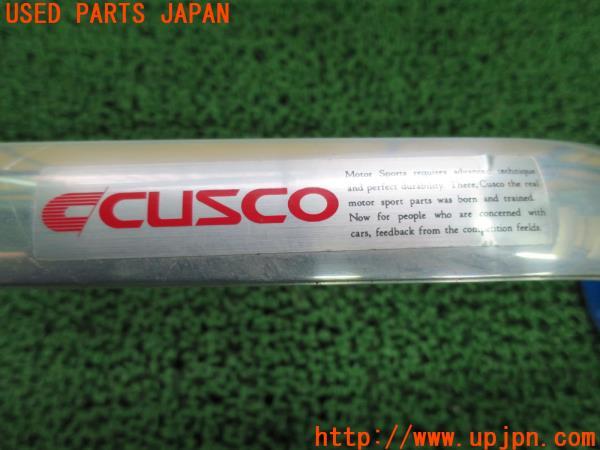 USED PARTS JAPAN
CUSCO
Motor Sports requires advanced technique
and perfect durability. There, Cusco the real
motor sport parts was born and trained.
Now for people who are concerned with
cars, feedback from the competition feelds.
http://www.upjpn.com/